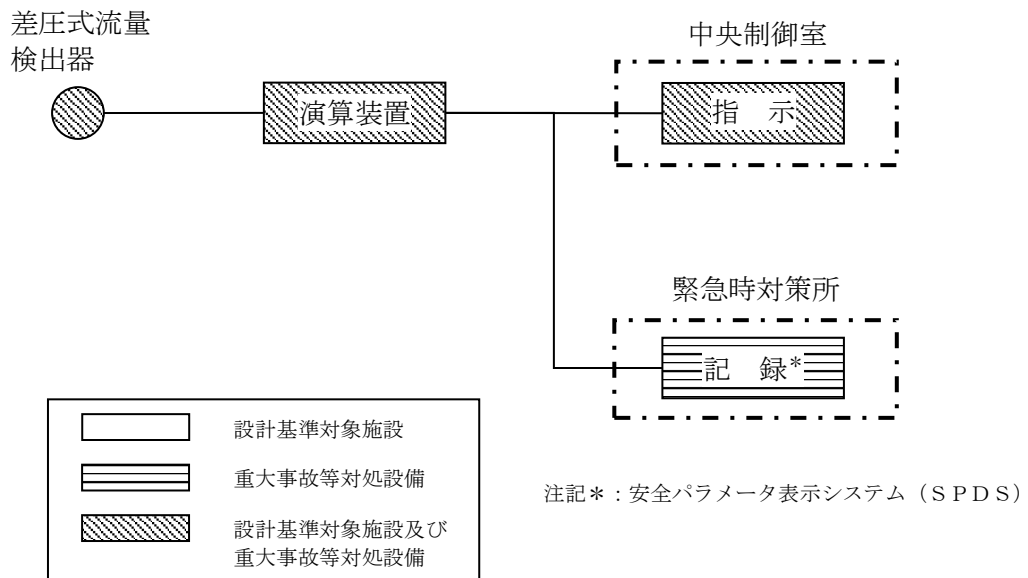 差圧式流量
検出器
中央制御室
演算装置
指　示
緊急時対策所
記　録*
設計基準対象施設
重大事故等対処設備
設計基準対象施設及び
重大事故等対処設備
注記＊：安全パラメータ表示システム（ＳＰＤＳ）